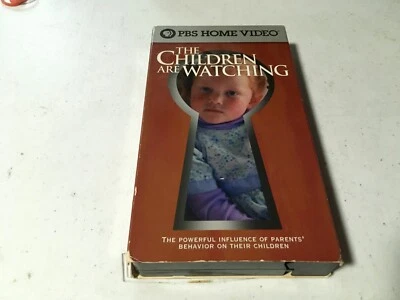 PBS HOME VIDEO
THE
CHILDREN
ARE WATCHING
THE POWERFUL INFLUENCE OF PARENTS'
BEHAVIOR ON THEIR CHILDREN